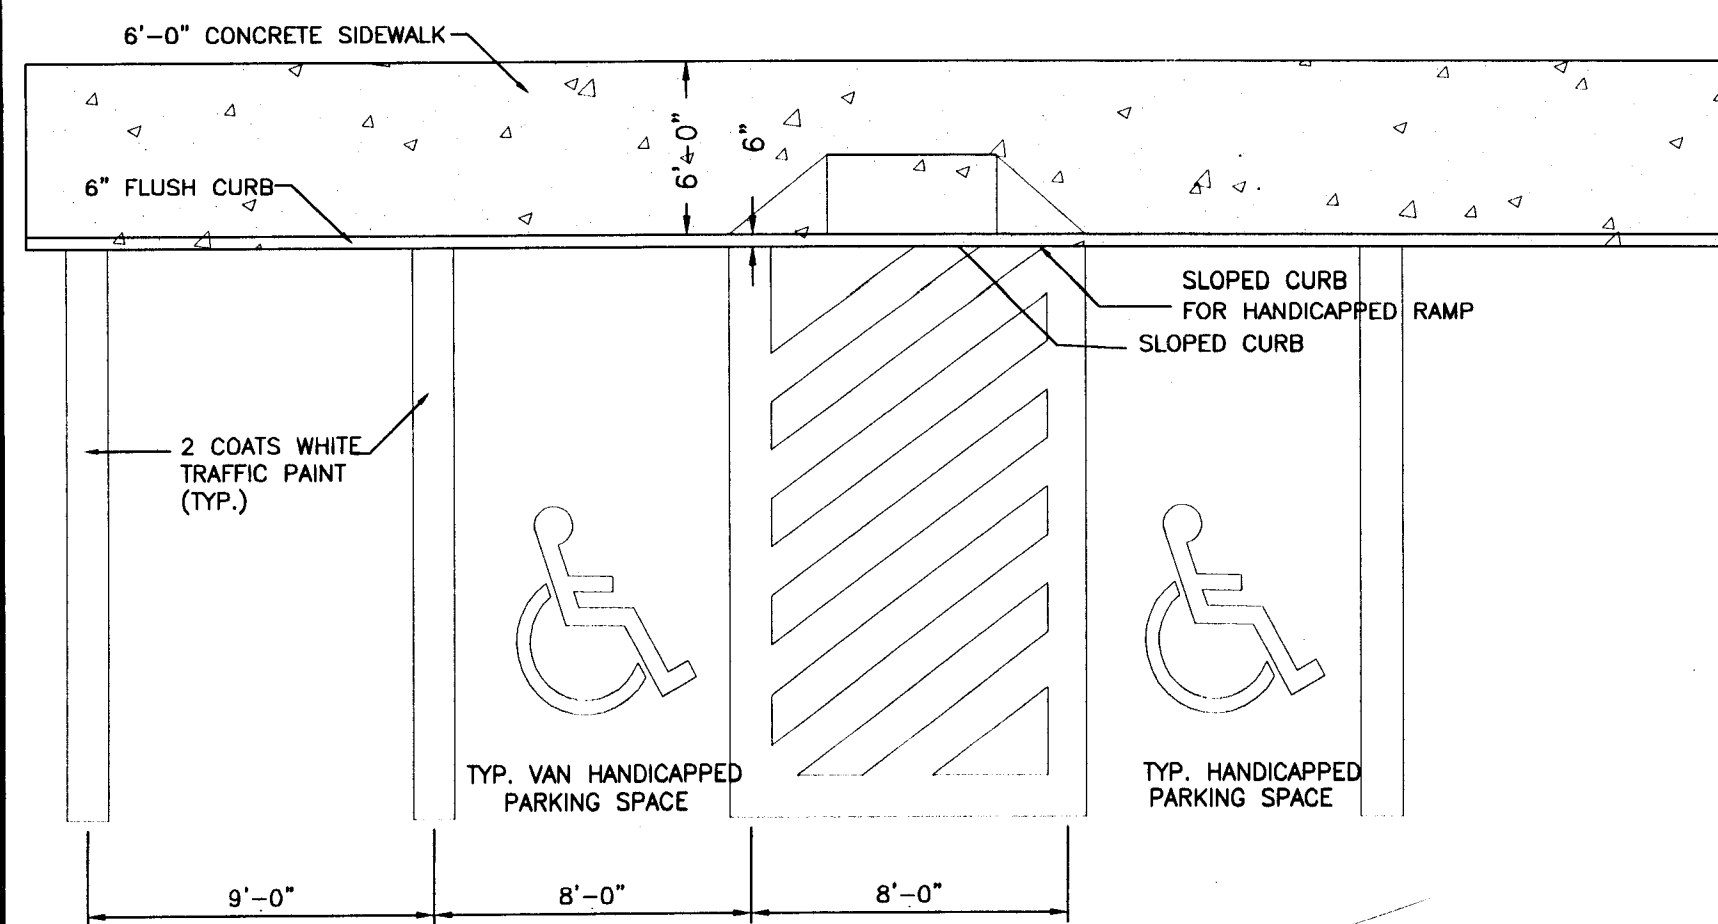 6'-0" CONCRETE SIDEWALK
6'-0"
6"
6" FLUSH CURB
SLOPED CURB
FOR HANDICAPPED RAMP
SLOPED CURB
2 COATS WHITE
TRAFFIC PAINT
(TYP.)
TYP. VAN HANDICAPPED
PARKING SPACE
TYP. HANDICAPPED
PARKING SPACE
9'-0"
8'-0"
8'-0"